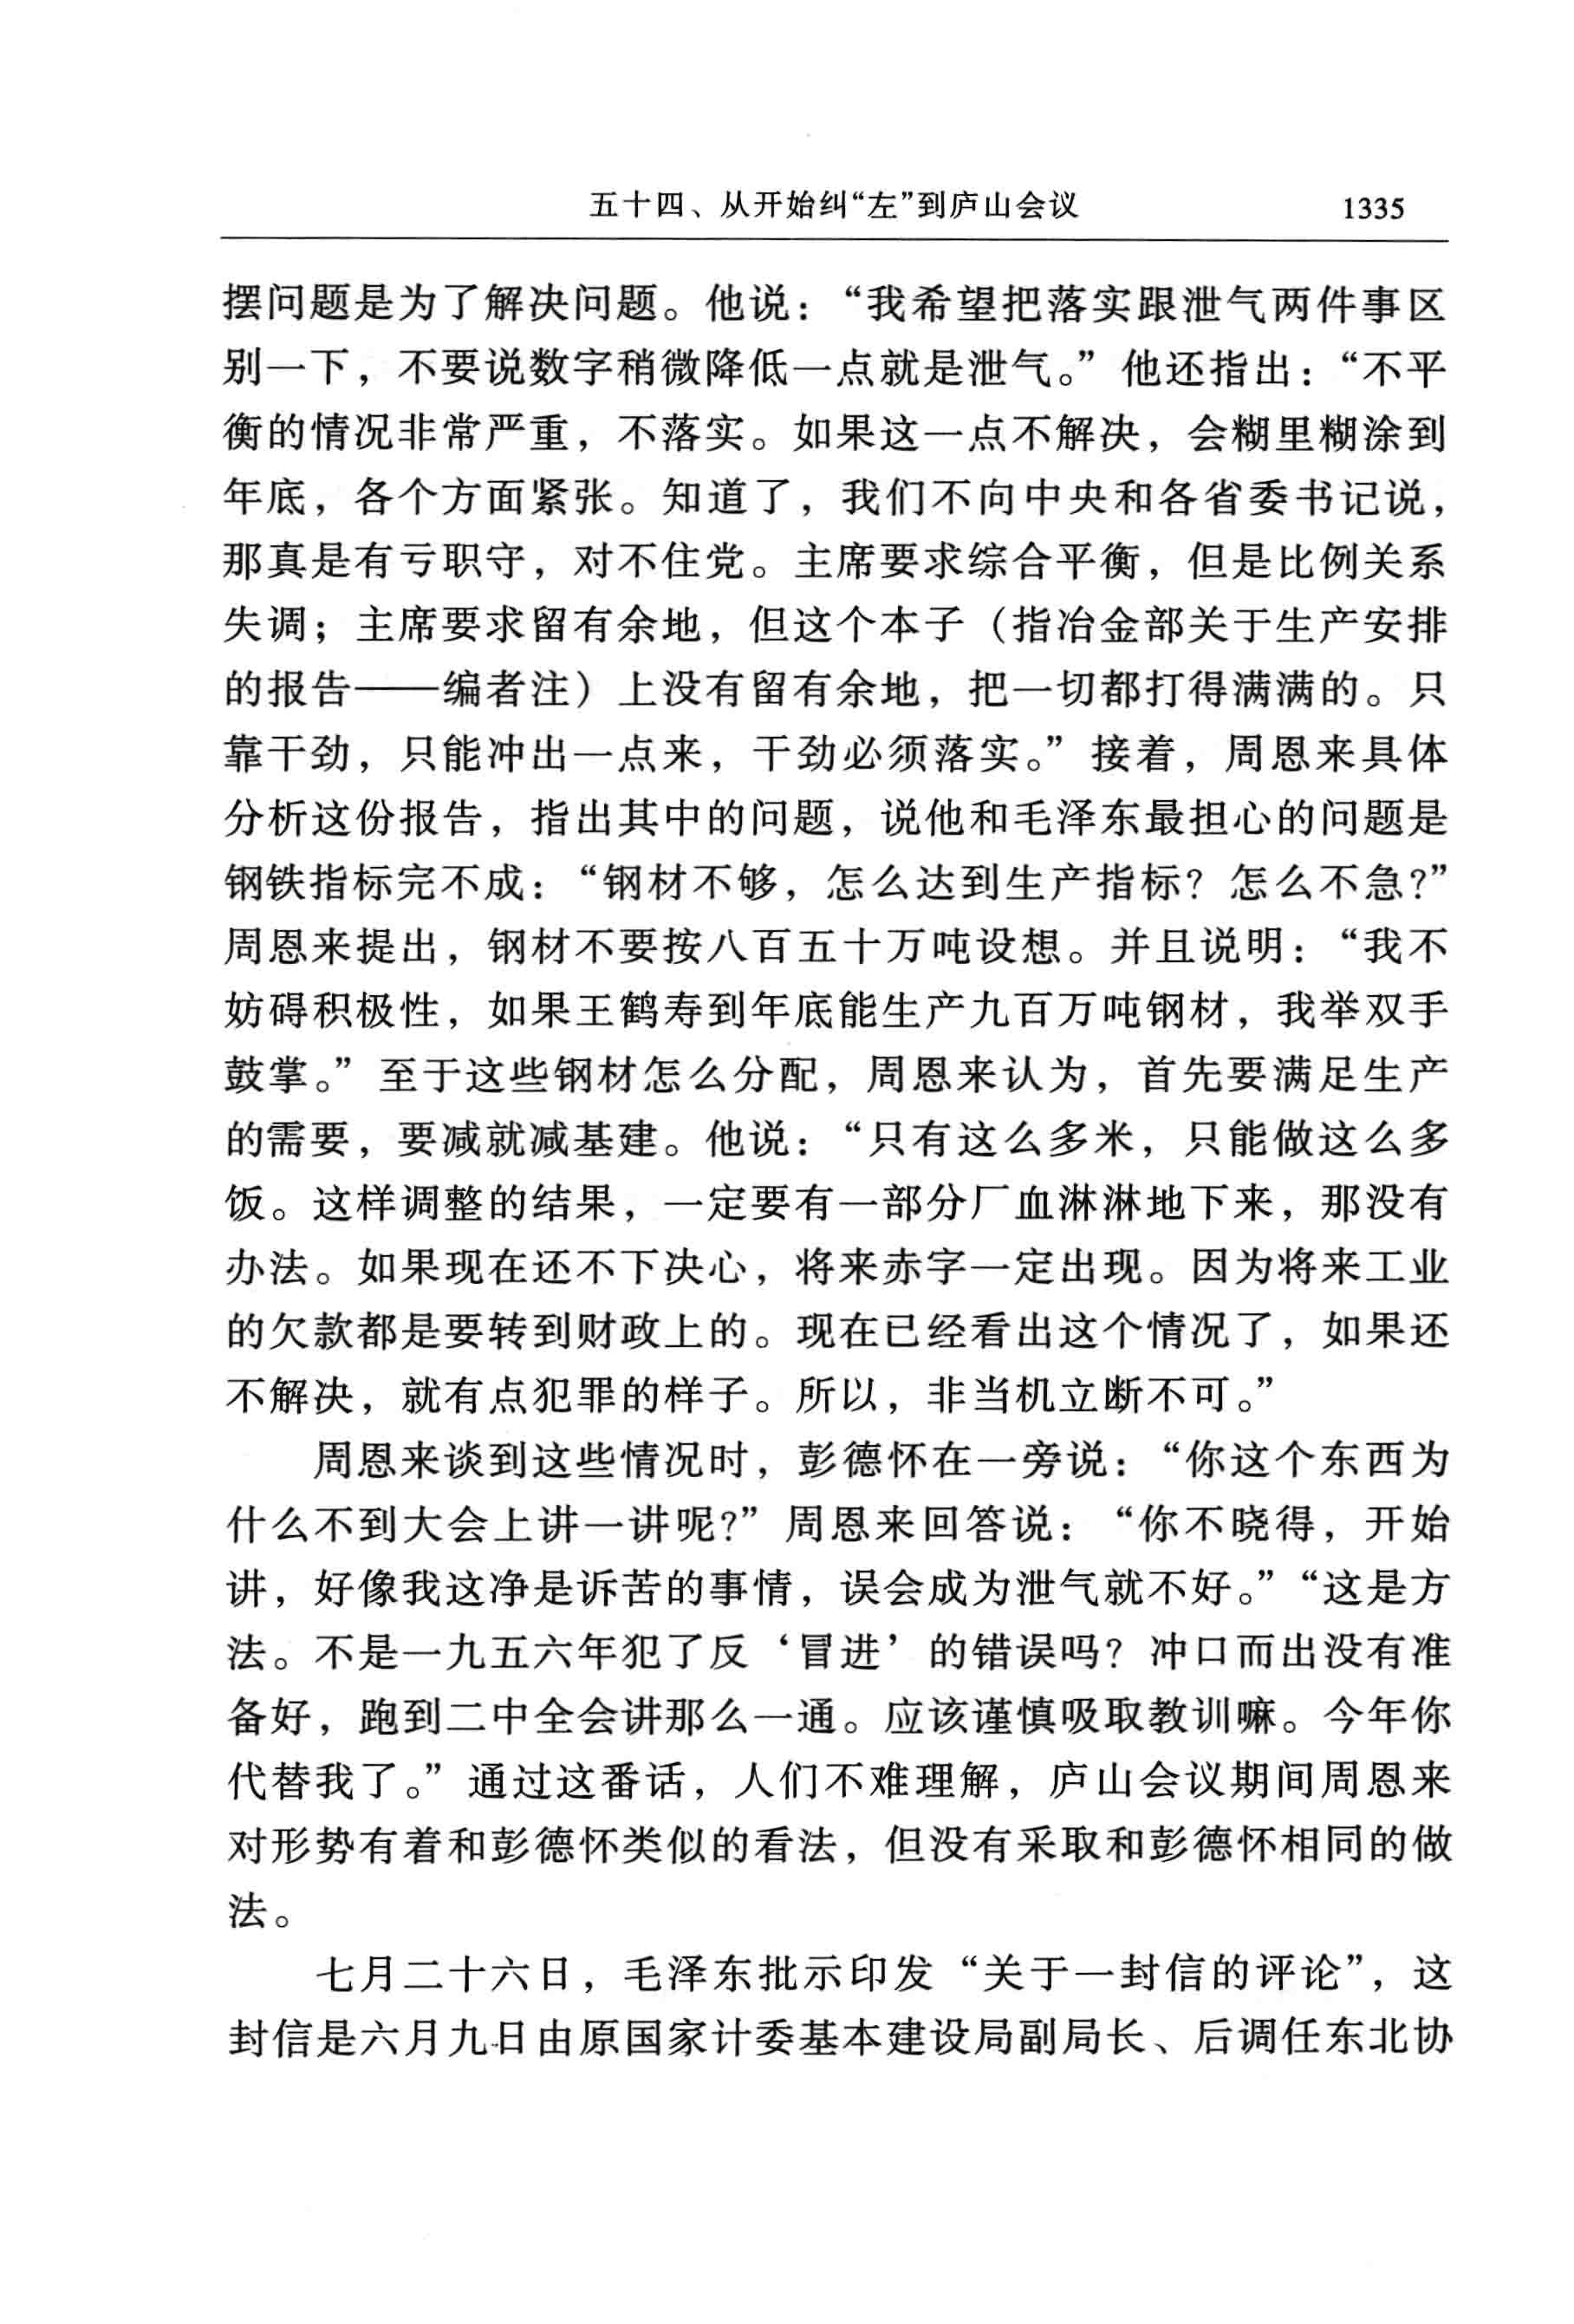 五十四、从开始纠“左”到庐山会议 1335
摆问题是为了解决问题。他说：“我希望把落实跟泄气两件事区
别一下，不要说数字稍微降低一点就是泄气。”他还指出：“不平
衡的情况非常严重，不落实。如果这一点不解决，会糊里糊涂到
年底，各个方面紧张。知道了，我们不向中央和各省委书记说，
那真是有亏职守，对不住党。主席要求综合平衡，但是比例关系
失调；主席要求留有余地，但这个本子（指冶金部关于生产安排
的报告——编者注）上没有留有余地，把一切都打得满满的。只
靠干劲，只能冲出一点来，干劲必须落实。”接着，周恩来具体
分析这份报告，指出其中的问题，说他和毛泽东最担心的问题是
钢铁指标完不成：“钢材不够，怎么达到生产指标？怎么不急？”
周恩来提出，钢材不要按八百五十万吨设想。并且说明：“我不
妨碍积极性，如果王鹤寿到年底能生产九百万吨钢材，我举双手
鼓掌。”至于这些钢材怎么分配，周恩来认为，首先要满足生产
的需要，要减就减基建。他说：“只有这么多米，只能做这么多
饭。这样调整的结果，一定要有一部分厂血淋淋地下来，那没有
办法。如果现在还不下决心，将来赤字一定出现。因为将来工业
的欠款都是要转到财政上的。现在已经看出这个情况了，如果还
不解决，就有点犯罪的样子。所以，非当机立断不可。”
周恩来谈到这些情况时，彭德怀在一旁说：“你这个东西为
什么不到大会上讲一讲呢？”周恩来回答说：“你不晓得，开始
讲，好像我这净是诉苦的事情，误会成为泄气就不好。”“这是方
法。不是一九五六年犯了反‘冒进’的错误吗？冲口而出没有准
备好，跑到二中全会讲那么一通。应该谨慎吸取教训嘛。今年你
代替我了。”通过这番话，人们不难理解，庐山会议期间周恩来
对形势有着和彭德怀类似的看法，但没有采取和彭德怀相同的做
法。
七月二十六日，毛泽东批示印发“关于一封信的评论”，这
封信是六月九日由原国家计委基本建设局副局长、后调任东北协